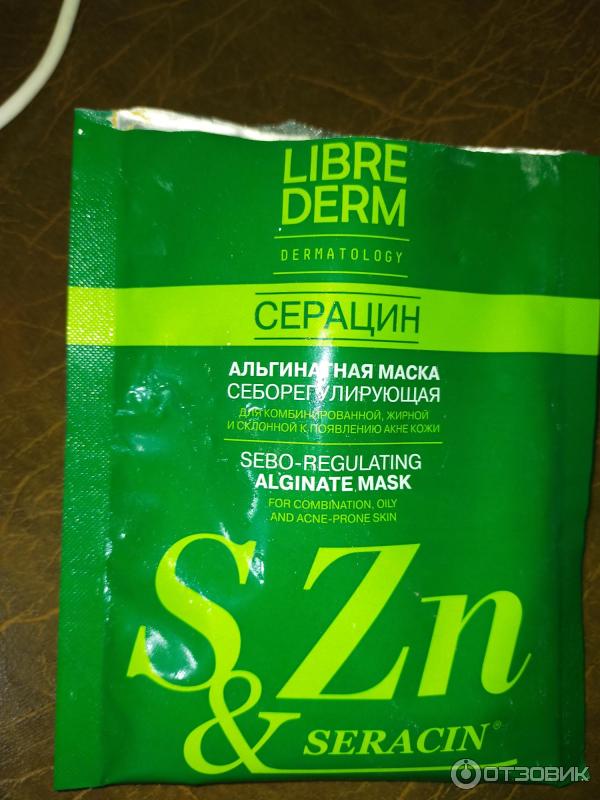 LIBRE
DERM
DERMATOLOGY
СЕРАЦИН
АЛЬГИНАТНАЯ МАСКА
СЕБОРЕГУЛИРУЮЩАЯ
ДЛЯ КОМБИНИРОВАННОЙ, ЖИРНОЙ
И СКЛОННОЙ К ПОЯВЛЕНИЮ АКНЕ КОЖИ
SEBO-REGULATING
ALGINATE MASK
FOR COMBINATION, OILY
AND ACNE-PRONE SKIN
S Zn
& SERACIN®
ОТЗОВИК